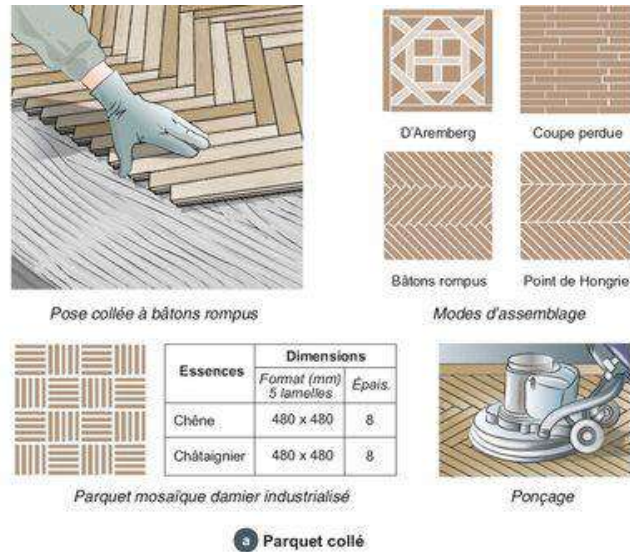 D'Aremberg
Coupe perdue
Bâtons rompus
Point de Hongrie
Pose collée à bâtons rompus
Modes d'assemblage
Essences
Dimensions
Format (mm)
5 lamelles
Épais.
Chêne
480 x 480
8
Châtaignier
480 x 480
8
Parquet mosaïque damier industrialisé
Ponçage
a Parquet collé